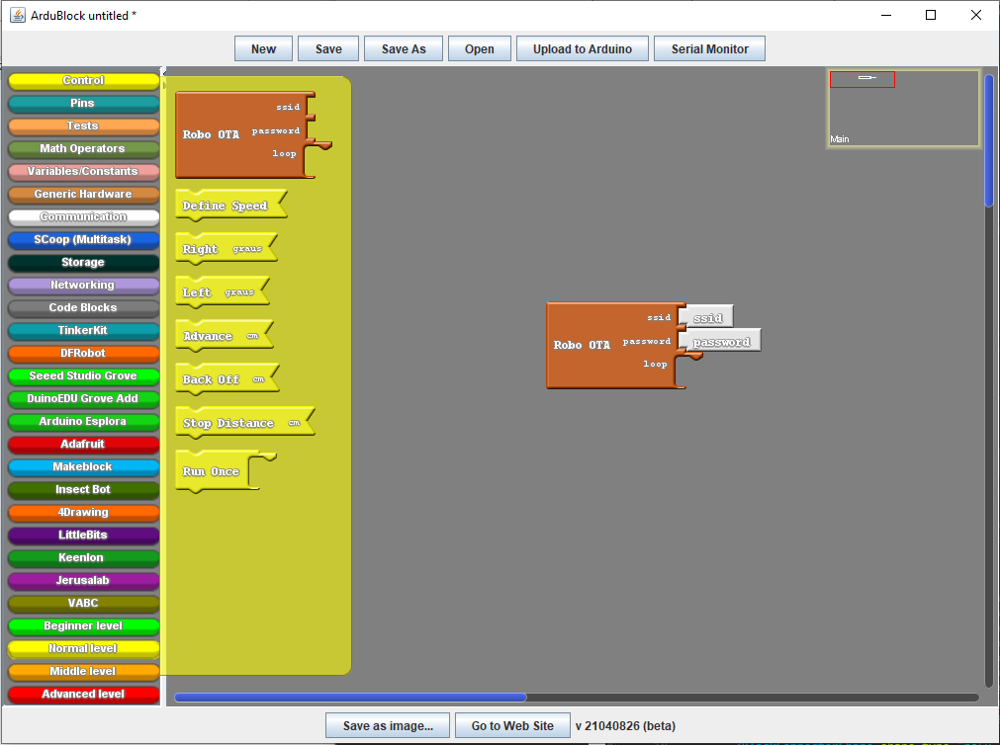 ArduBlock untitled *
New Save Save As Open Upload to Arduino Serial Monitor
Control
Pins
Tests
Math Operators
Variables/Constants
Generic Hardware
Communication
SCoop (Multitask)
Storage
Networking
Code Blocks
TinkerKit
DFRobot
Seeed Studio Grove
DuinoEDU Grove Add
Arduino Esplora
Adafruit
Makeblock
Insect Bot
4Drawing
LittleBits
Keenlon
Jerusalab
VABC
Beginner level
Normal level
Middle level
Advanced level
ssid
Robo OTA password
loop
Define Speed
Right graus
Left graus
Advance cm
Back Off cm
Stop Distance cm
Run Once
ssid ssid
Robo OTA password password
loop
Main
Save as image... Go to Web Site v 21040826 (beta)